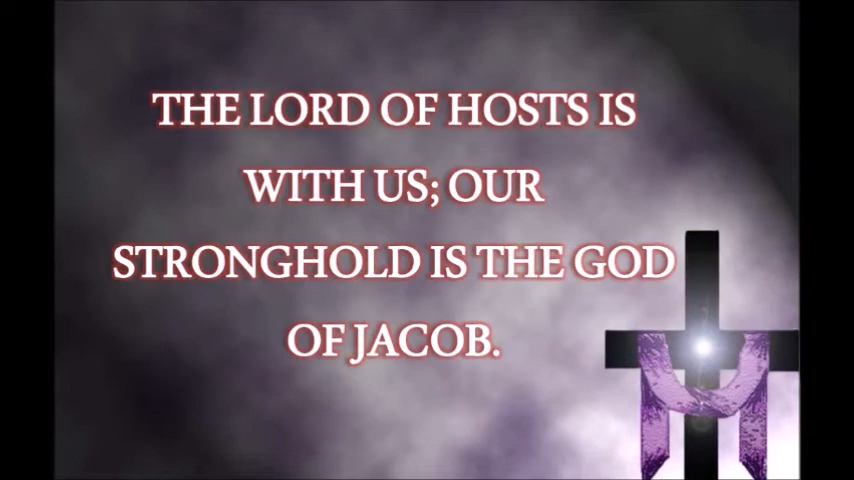 THE LORD OF HOSTS IS
WITH US; OUR
STRONGHOLD IS THE GOD
OF JACOB.